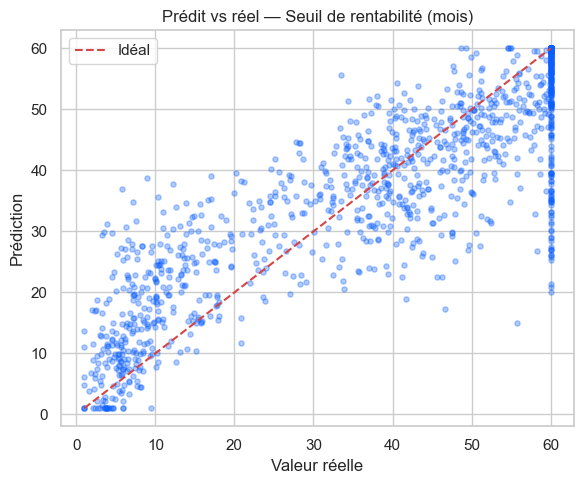 Prédit vs réel — Seuil de rentabilité (mois)
Idéal
60
50
40
30
20
10
0
Prédiction
0 10 20 30 40 50 60
Valeur réelle